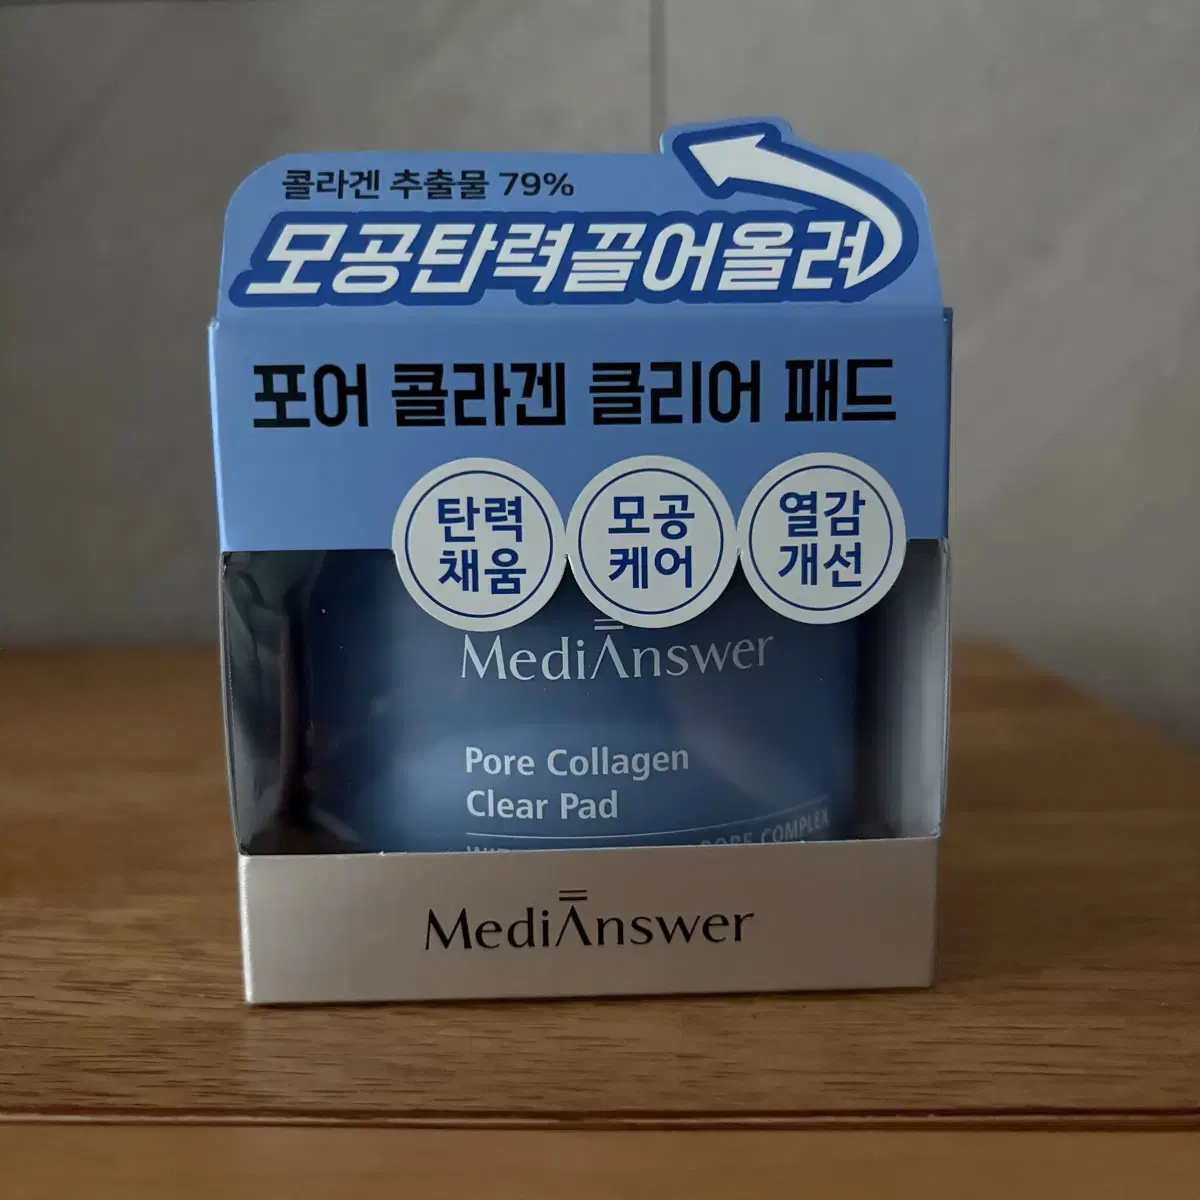 콜라겐 추출물 79%
모공탄력끌어올려
포어 콜라겐 클리어 패드
탄력
채움
모공
케어
열감
개선
MediAnswer
Pore Collagen
Clear Pad
PORE COMPLEX
MediAnswer